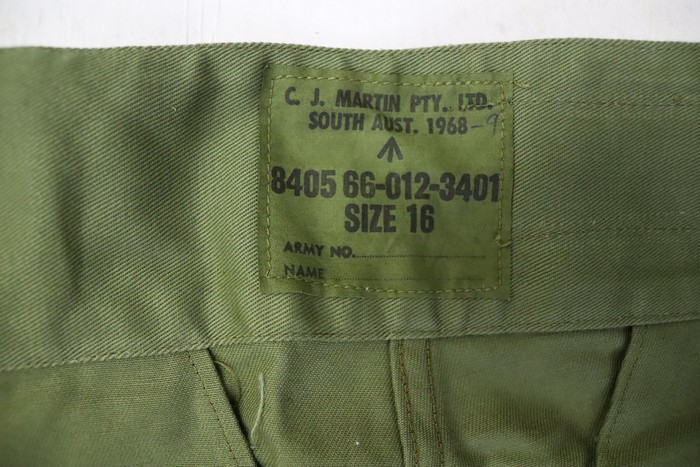 C. J. MARTIN PTY. LTD.
SOUTH AUST. 1968-9
8405 66-012-3401
SIZE 16
ARMY NO.
NAME